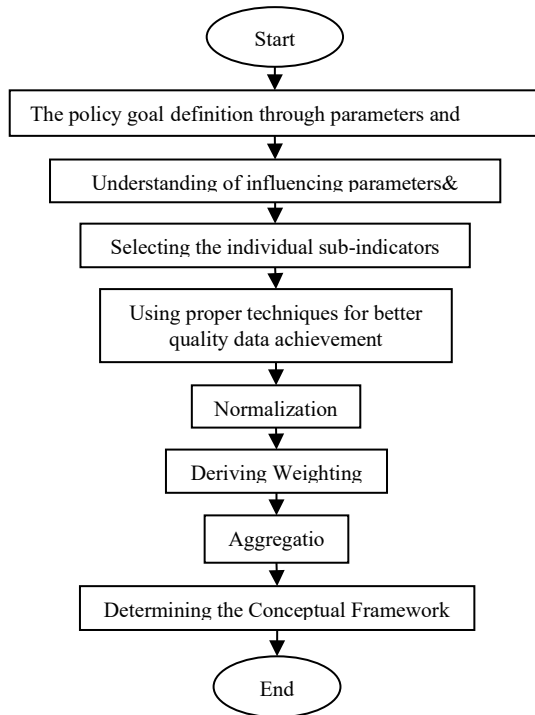 Start
The policy goal definition through parameters and
Understanding of influencing parameters&
Selecting the individual sub-indicators
Using proper techniques for better
quality data achievement
Normalization
Deriving Weighting
Aggregatio
Determining the Conceptual Framework
End